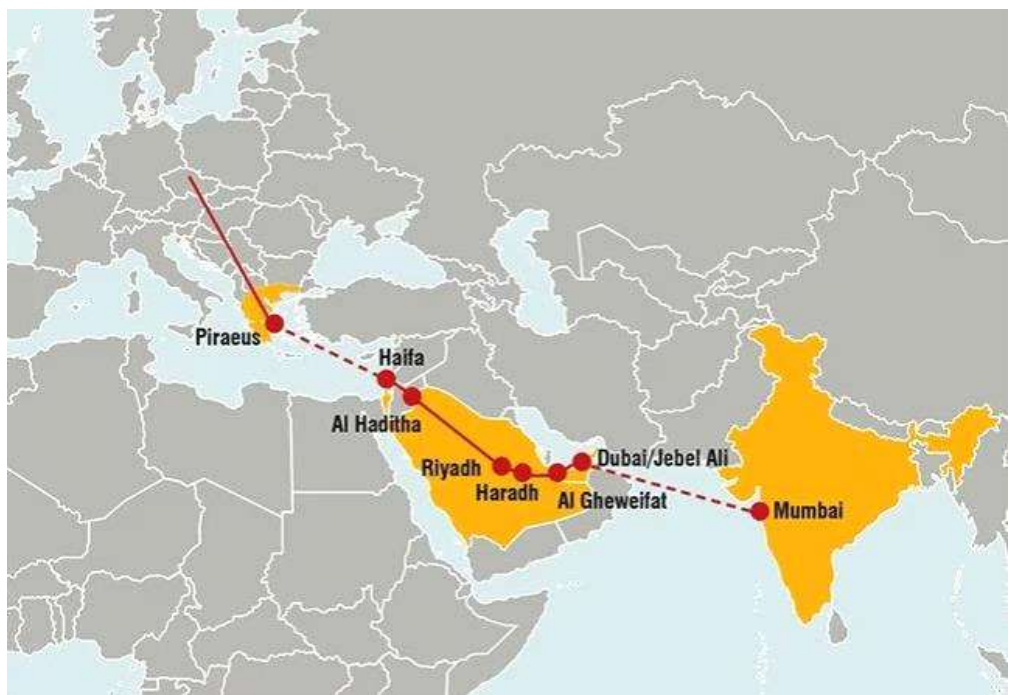 Piraeus
Haifa
Al Haditha
Riyadh
Haradh
Al Gheweifat
Dubai/Jebel Ali
Mumbai